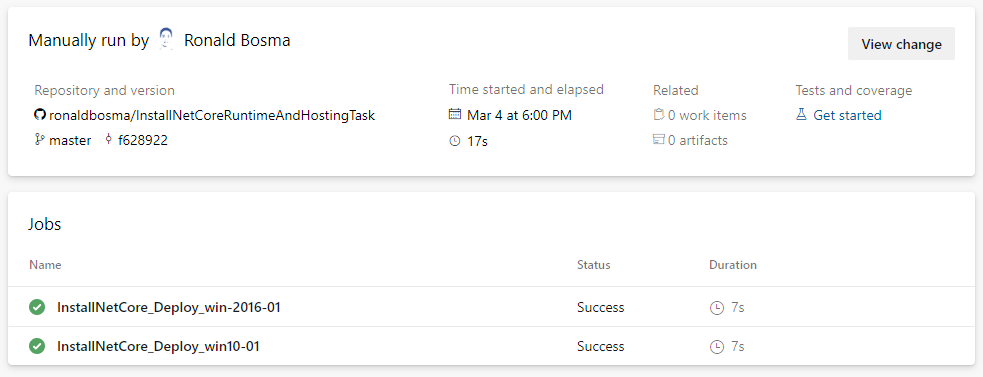 Manually run by Ronald Bosma
View change
Repository and version
Time started and elapsed
Related
Tests and coverage
ronaldbosma/InstallNetCoreRuntimeAndHostingTask
Mar 4 at 6:00 PM
0 work items
Get started
master f628922
17s
0 artifacts
Jobs
Name Status Duration
InstallNetCore_Deploy_win-2016-01 Success 7s
InstallNetCore_Deploy_win10-01 Success 7s